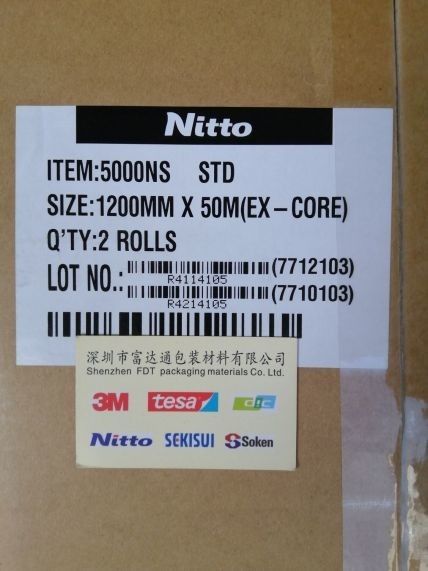 Nitto
ITEM:5000NS STD
SIZE:1200MM X 50M(EX-CORE)
Q'TY:2 ROLLS
LOT NO.: (7712103)
R4114105
(7710103)
R4214105
深圳市富达通包装材料有限公司
Shenzhen FDT packaging materials Co. Ltd.
3M tesa dic
Nitto SEKISUI Soken